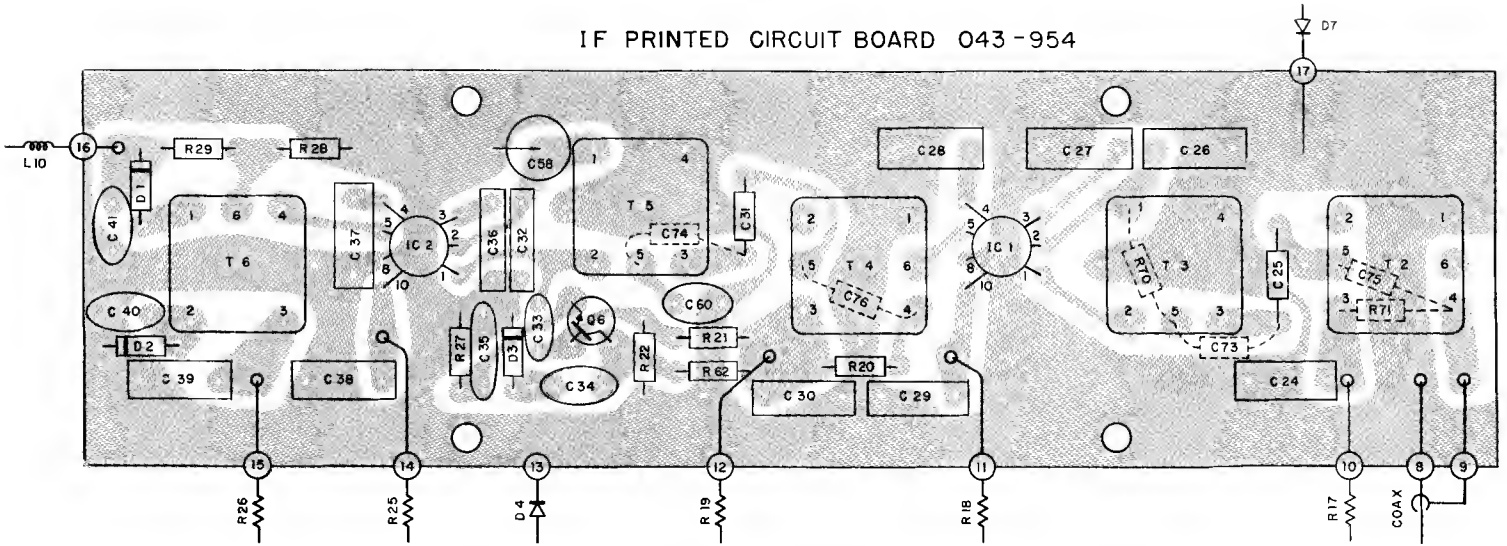 IF PRINTED CIRCUIT BOARD 043-954
D7
17
16
L10
D1
R29
R28
C41
1
6
4
T6
2
3
C40
D2
C39
C38
C37
4
5
8
10
IC2
3
2
1
C36
C32
C58
1
4
T5
2
5
3
C74
C31
R27
C35
D3
C33
Q6
C34
C60
R22
R21
R62
2
1
5
T4
6
3
4
C76
R20
C30
C29
C28
4
5
8
10
IC1
3
2
1
C27
C26
1
4
R70
T3
2
5
3
C73
C25
2
1
5
T2
6
3
4
C75
R71
C24
15
14
13
12
11
10
8
9
R26
R25
D4
R19
R18
R17
COAX